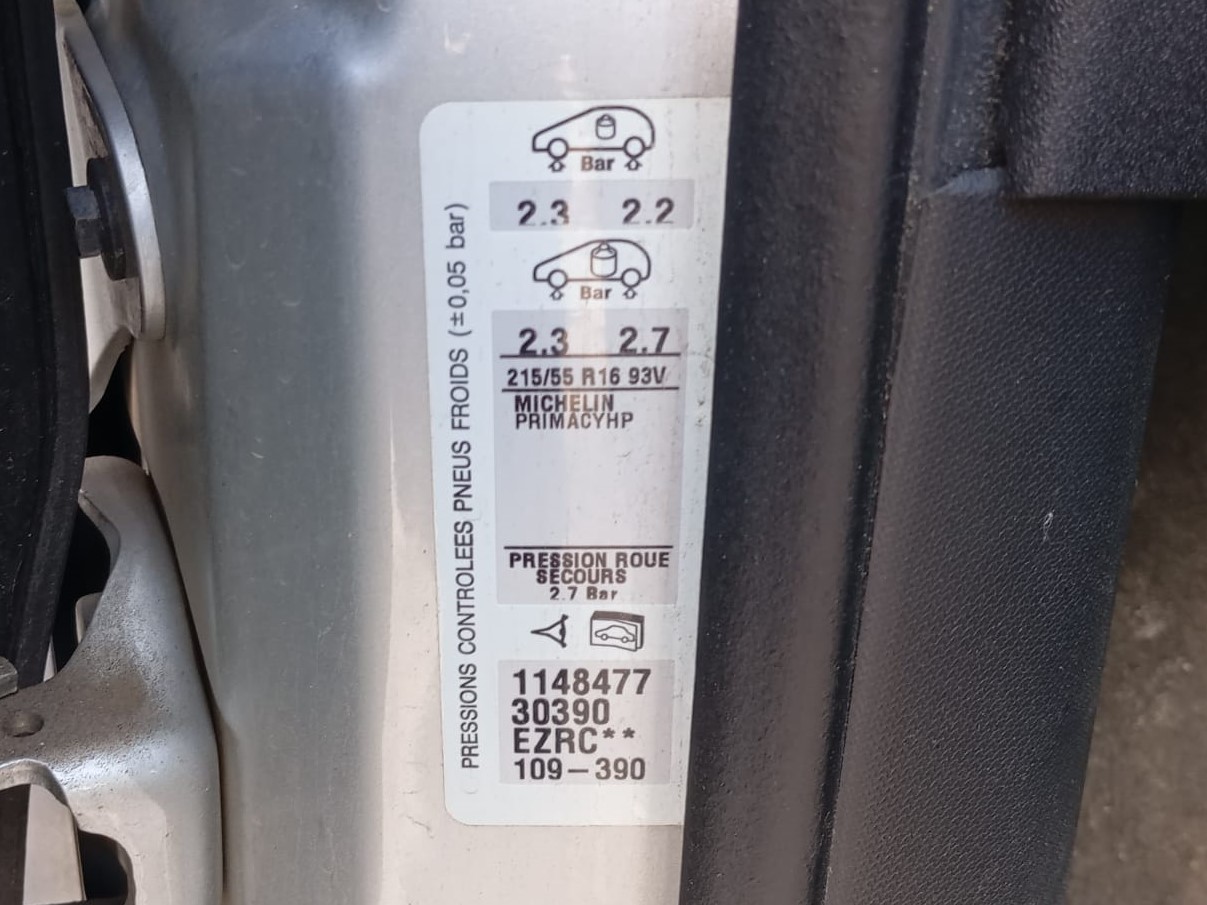 Bar
2.3 2.2
Bar
2.3 2.7
215/55 R16 93V
MICHELIN
PRIMACYHP
PRESSION ROUE
SECOURS
2.7 Bar
1148477
30390
EZRC**
109-390
PRESSIONS CONTROLEES PNEUS FROIDS (±0,05 bar)